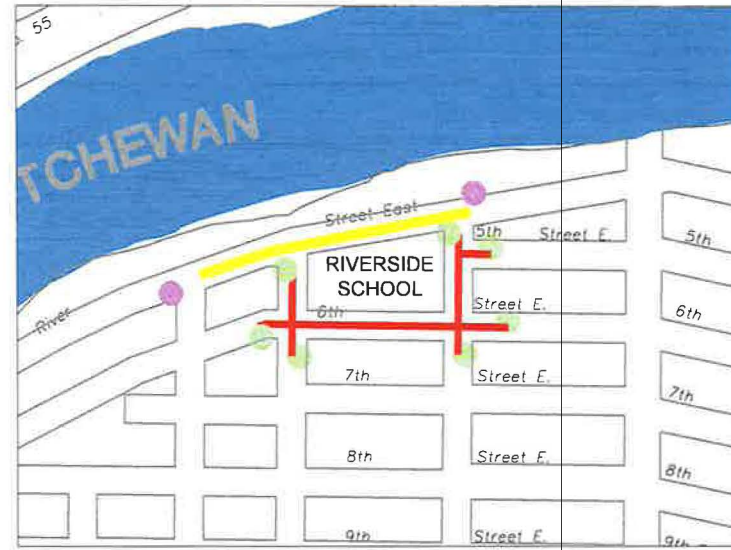 55
TCHEWAN
Street East
River
RIVERSIDE
SCHOOL
5th Street E. 5th
6th Street E. 6th
7th Street E. 7th
8th Street E. 8th
9th Street E. 9th